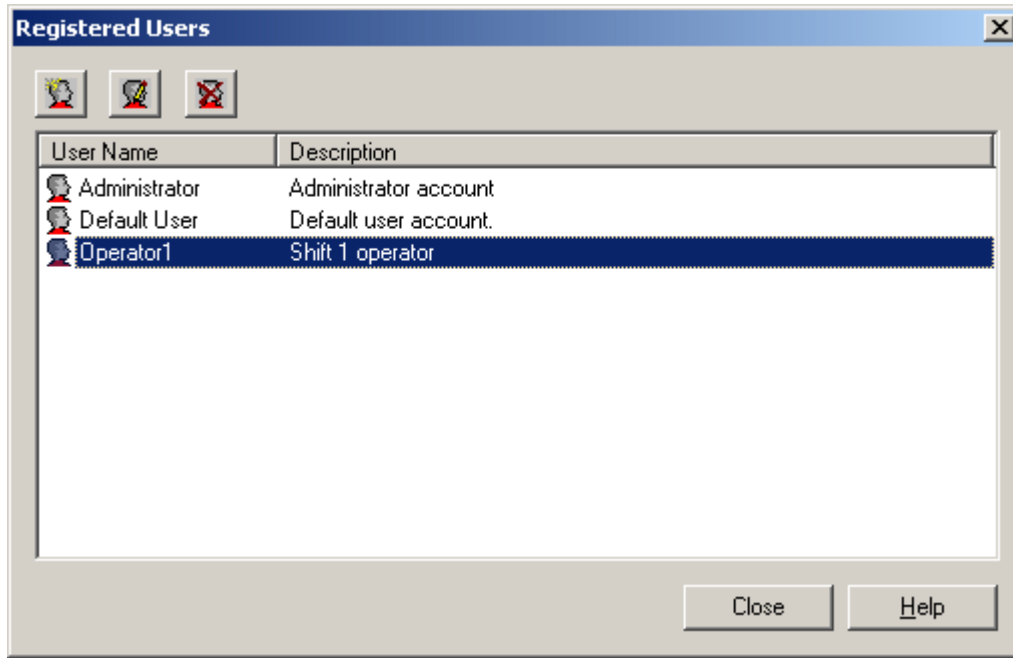 Registered Users
User Name Description
Administrator Administrator account
Default User Default user account.
Operator1 Shift 1 operator
Close Help